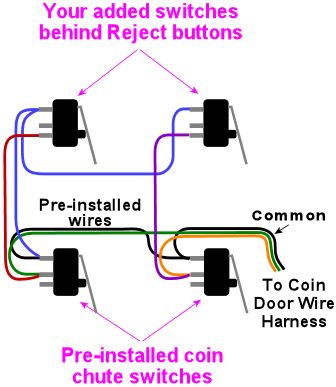 Your added switches
behind Reject buttons
Pre-installed
wires
Common
To Coin
Door Wire
Harness
Pre-installed coin
chute switches